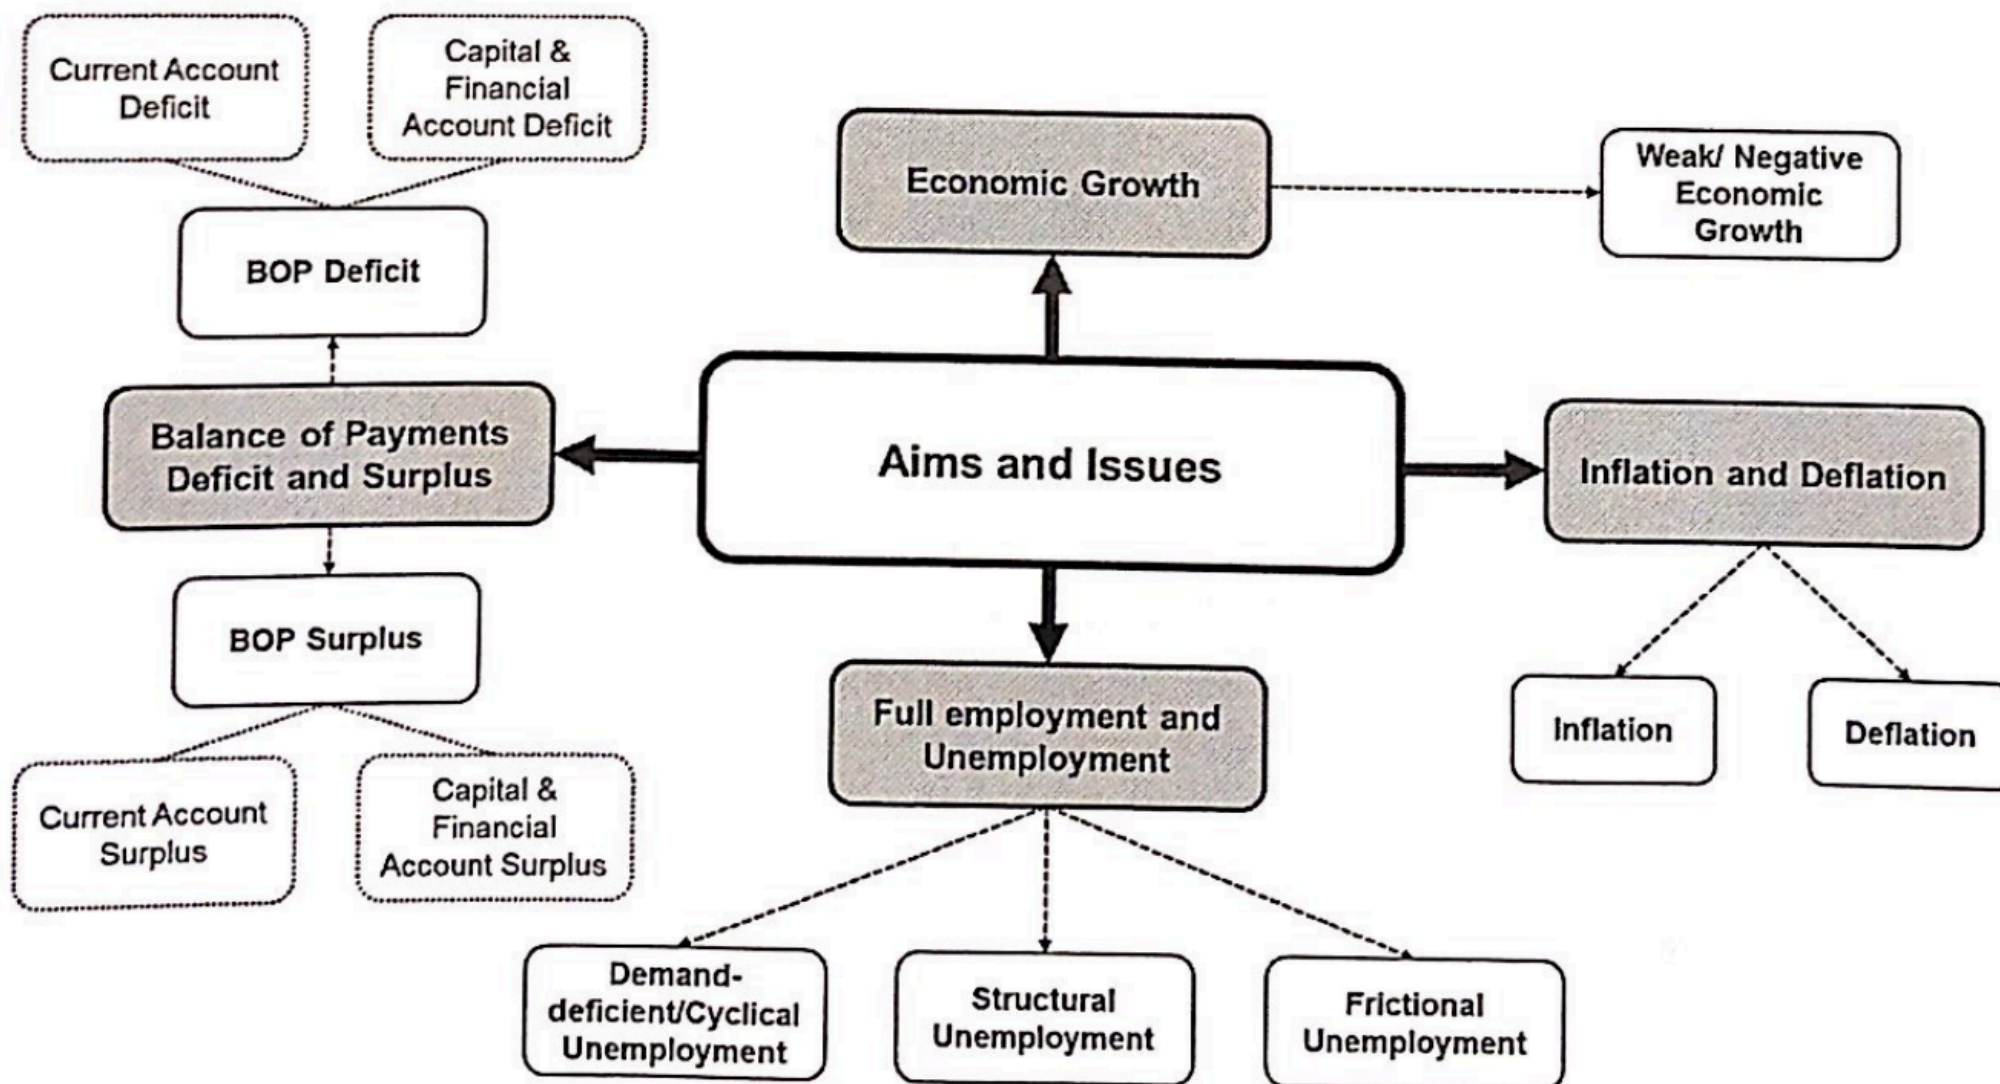 Current Account
Deficit
Capital &
Financial
Account Deficit
BOP Deficit
Economic Growth
Weak/ Negative
Economic
Growth
Balance of Payments
Deficit and Surplus
Aims and Issues
Inflation and Deflation
BOP Surplus
Full employment and
Unemployment
Inflation
Deflation
Current Account
Surplus
Capital &
Financial
Account Surplus
Demand-
deficient/Cyclical
Unemployment
Structural
Unemployment
Frictional
Unemployment